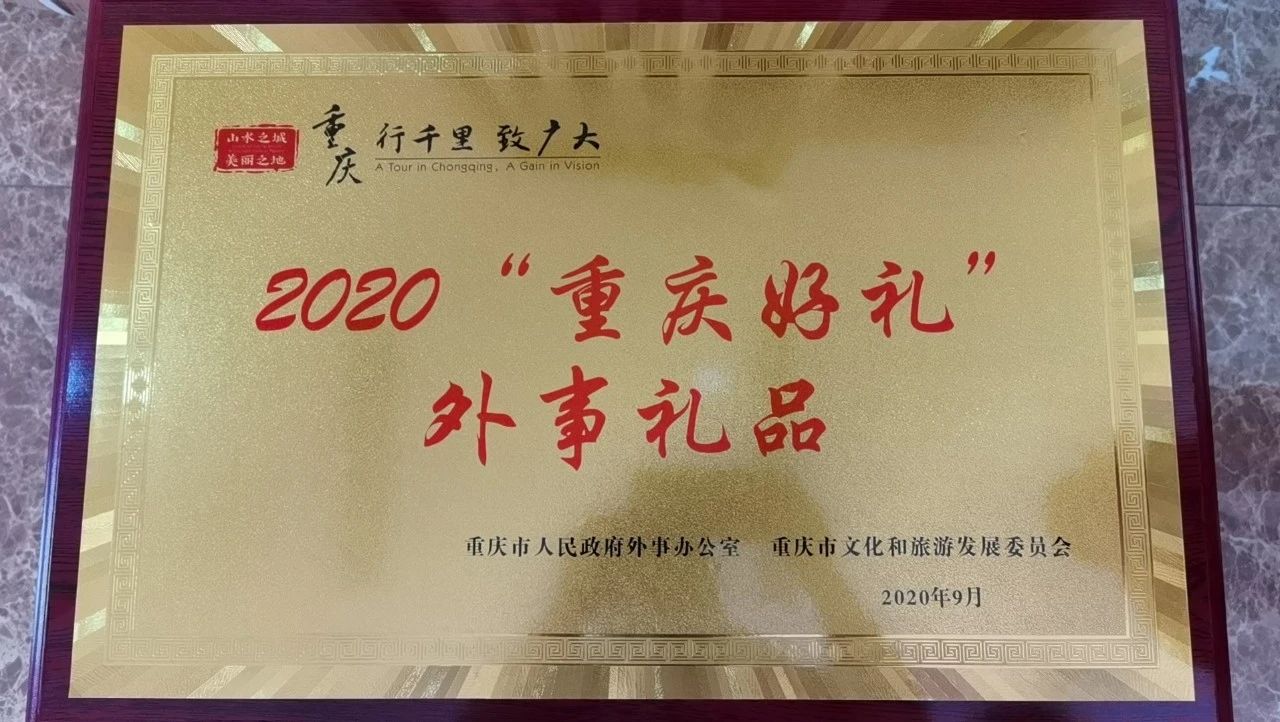 山水之城
美丽之地
重庆
行千里 致广大
A Tour in Chongqing, A Gain in Vision
2020“重庆好礼”
外事礼品
重庆市人民政府外事办公室 重庆市文化和旅游发展委员会
2020年9月